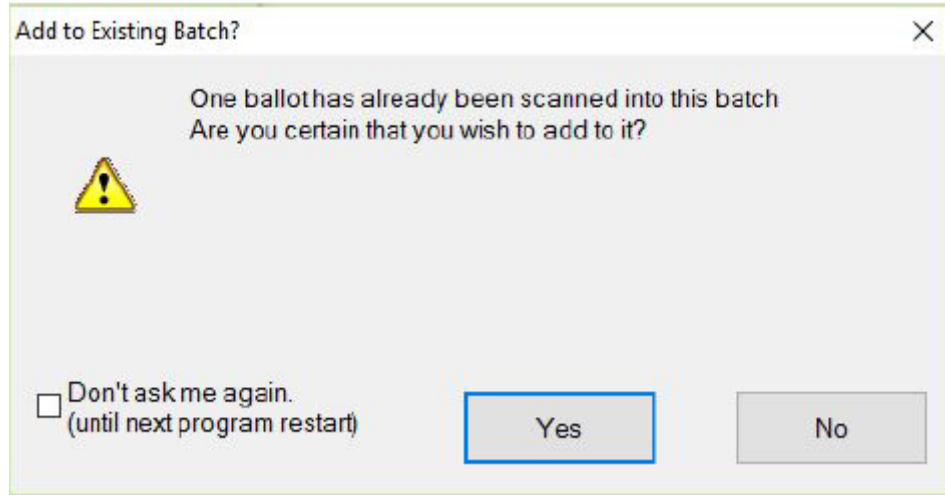 Add to Existing Batch?
One ballot has already been scanned into this batch
Are you certain that you wish to add to it?
Don't ask me again.
(until next program restart)
Yes
No